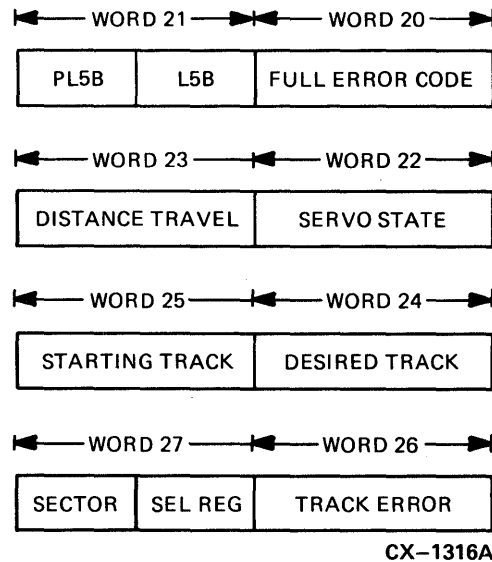 WORD 21 WORD 20
PL5B L5B FULL ERROR CODE
WORD 23 WORD 22
DISTANCE TRAVEL SERVO STATE
WORD 25 WORD 24
STARTING TRACK DESIRED TRACK
WORD 27 WORD 26
SECTOR SEL REG TRACK ERROR
CX–1316A